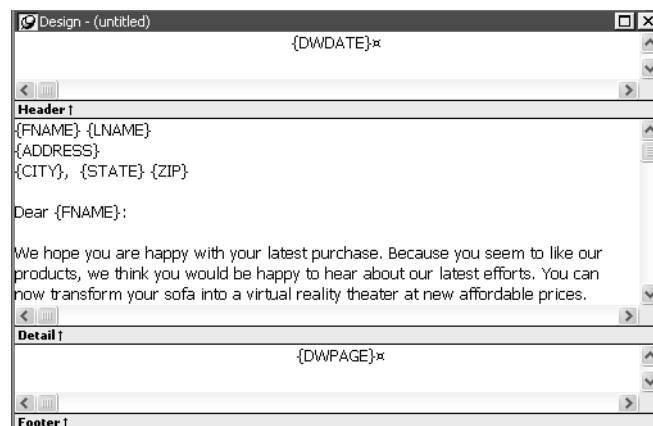 Design - (untitled)
{DWDATE}¤
Header ↑
{FNAME} {LNAME}
{ADDRESS}
{CITY},  {STATE} {ZIP}
Dear {FNAME}:
We hope you are happy with your latest purchase. Because you seem to like our
products, we think you would be happy to hear about our latest efforts. You can
now transform your sofa into a virtual reality theater at new affordable prices.
Detail ↑
{DWPAGE}¤
Footer ↑